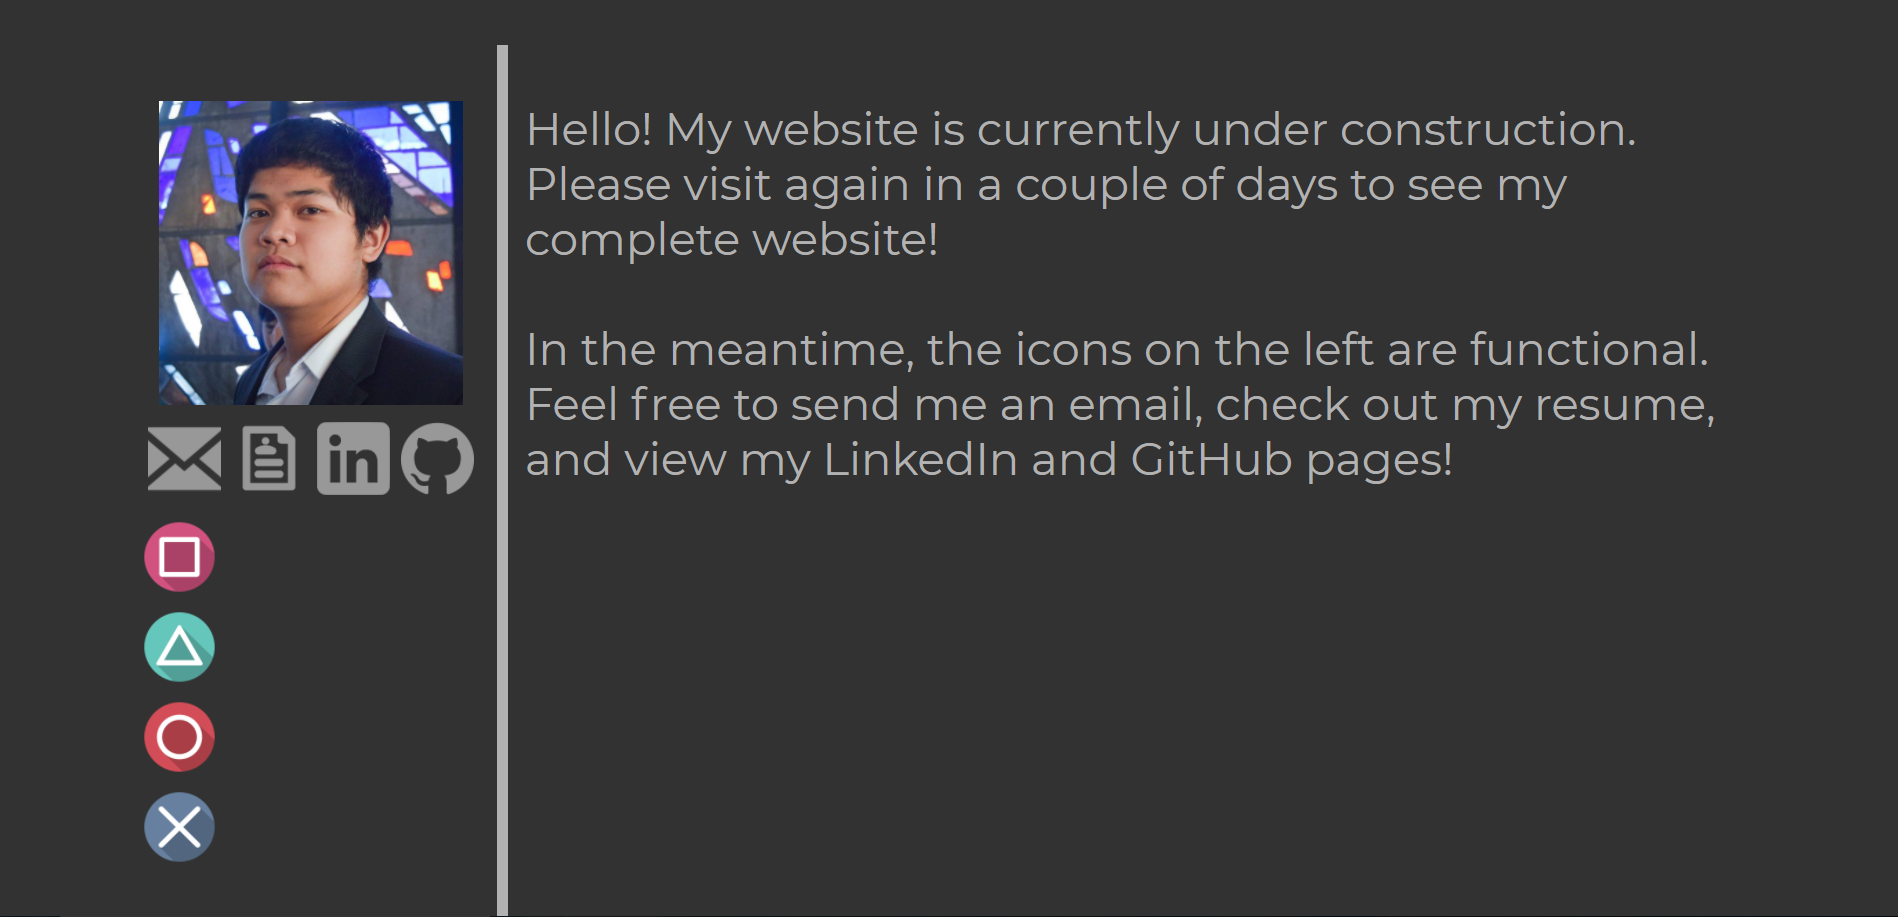 Hello! My website is currently under construction.
Please visit again in a couple of days to see my
complete website!
In the meantime, the icons on the left are functional.
Feel free to send me an email, check out my resume,
and view my LinkedIn and GitHub pages!
in